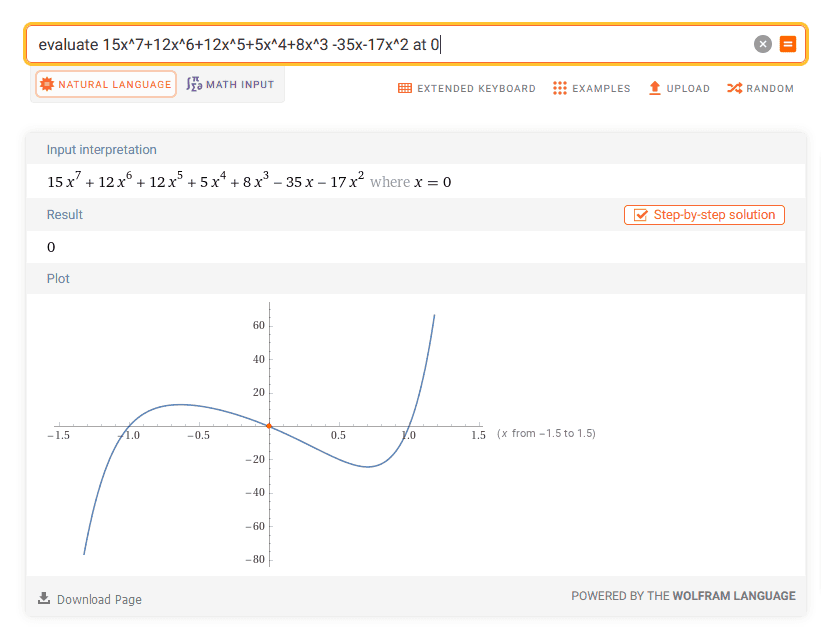 evaluate 15x^7+12x^6+12x^5+5x^4+8x^3 -35x-17x^2 at 0
NATURAL LANGUAGE
∫π Σ∂ MATH INPUT
EXTENDED KEYBOARD
EXAMPLES
UPLOAD
RANDOM
Input interpretation
15 x^7 + 12 x^6 + 12 x^5 + 5 x^4 + 8 x^3 − 35 x − 17 x^2 where x = 0
Result
Step-by-step solution
0
Plot
60
40
20
−1.5 −1.0 −0.5 0.5 1.0 1.5 (x from −1.5 to 1.5)
−20
−40
−60
−80
Download Page
POWERED BY THE WOLFRAM LANGUAGE